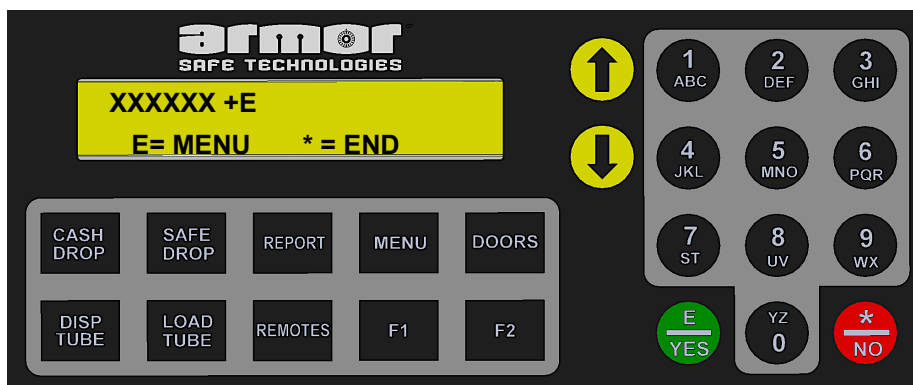 armor
SAFE TECHNOLOGIES
XXXXXX +E
E= MENU * = END
CASH DROP
SAFE DROP
REPORT
MENU
DOORS
DISP TUBE
LOAD TUBE
REMOTES
F1
F2
1
ABC
2
DEF
3
GHI
4
JKL
5
MNO
6
PQR
7
ST
8
UV
9
WX
E
YES
YZ
0
*
NO